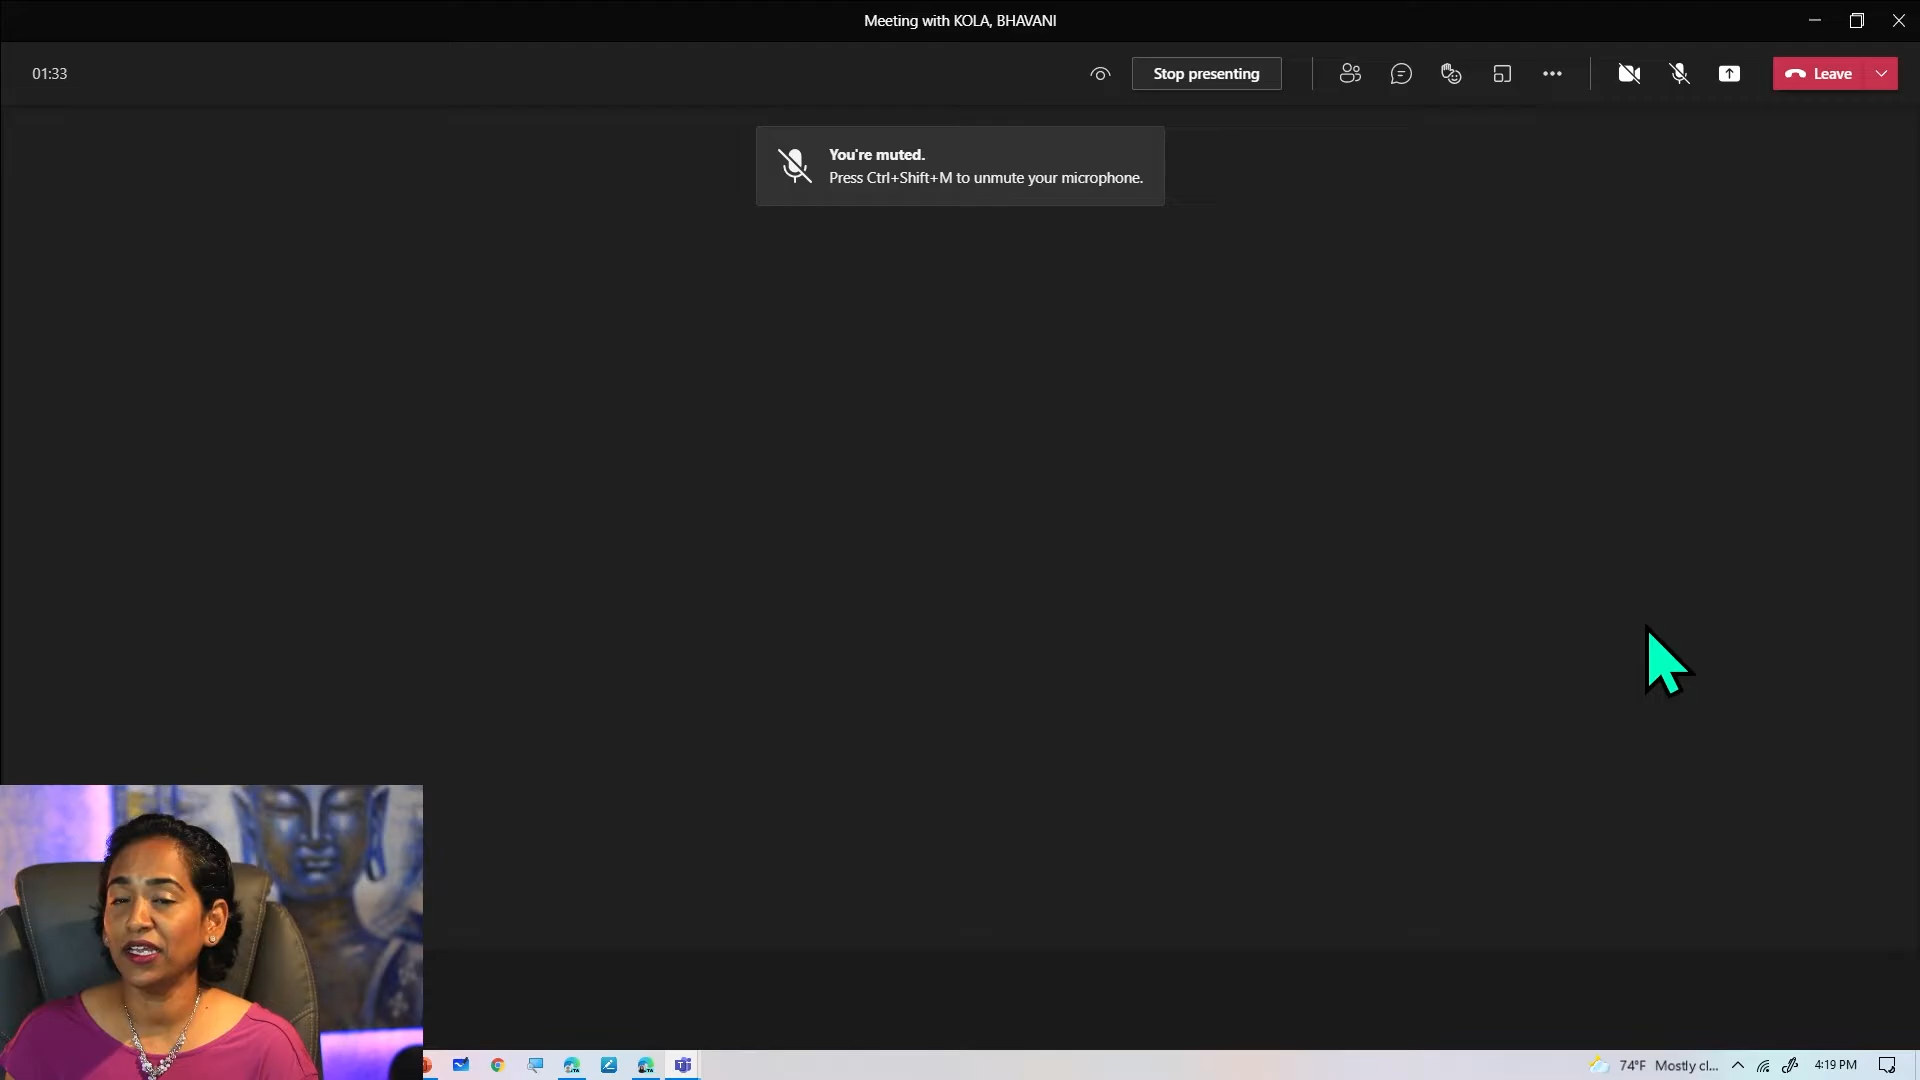 Meeting with KOLA, BHAVANI
01:33
Stop presenting
Leave
You're muted.
Press Ctrl+Shift+M to unmute your microphone.
74°F Mostly cl...
4:19 PM